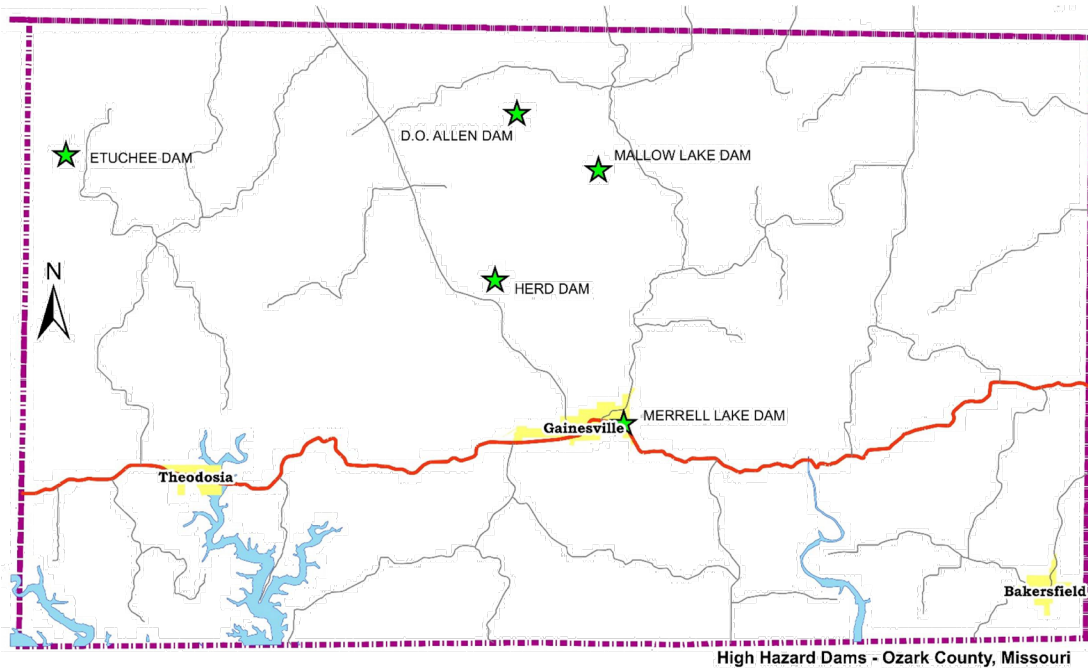 D.O. ALLEN DAM
ETUCHEE DAM
MALLOW LAKE DAM
N
HERD DAM
MERRELL LAKE DAM
Gainesville
Theodosia
Bakersfield
High Hazard Dams - Ozark County, Missouri